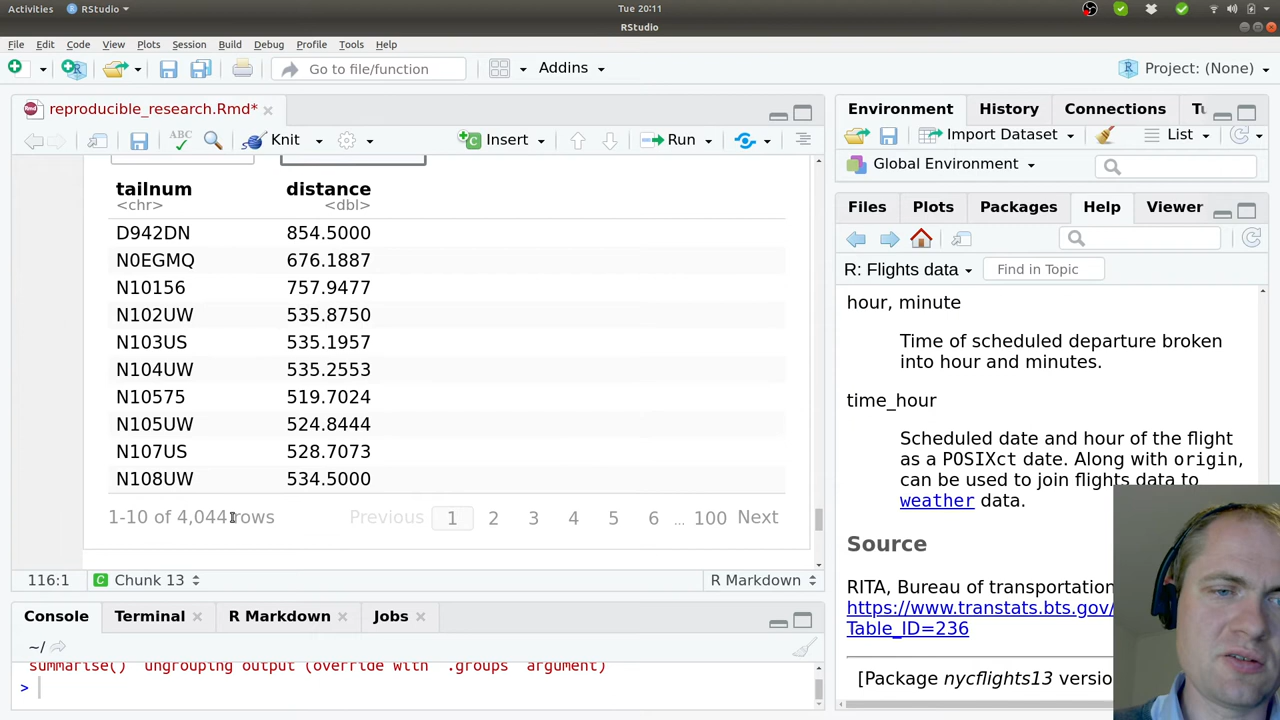 Activities RStudio Tue 20:11
RStudio
File Edit Code View Plots Session Build Debug Profile Tools Help
Go to file/function Addins Project: (None)
reproducible_research.Rmd*
ABC Knit Insert Run
tailnum distance
<chr> <dbl>
D942DN 854.5000
N0EGMQ 676.1887
N10156 757.9477
N102UW 535.8750
N103US 535.1957
N104UW 535.2553
N10575 519.7024
N105UW 524.8444
N107US 528.7073
N108UW 534.5000
1-10 of 4,044 rows Previous 1 2 3 4 5 6 ... 100 Next
116:1 C Chunk 13 R Markdown
Console Terminal R Markdown Jobs
~/
summarise() ungrouping output (override with .groups argument)
>
Environment History Connections Tu
Import Dataset List
Global Environment
Files Plots Packages Help Viewer
R: Flights data Find in Topic
hour, minute
Time of scheduled departure broken
into hour and minutes.
time_hour
Scheduled date and hour of the flight
as a POSIXct date. Along with origin,
can be used to join flights data to
weather data.
Source
RITA, Bureau of transportation
https://www.transtats.bts.gov/
Table_ID=236
[Package nycflights13 versio